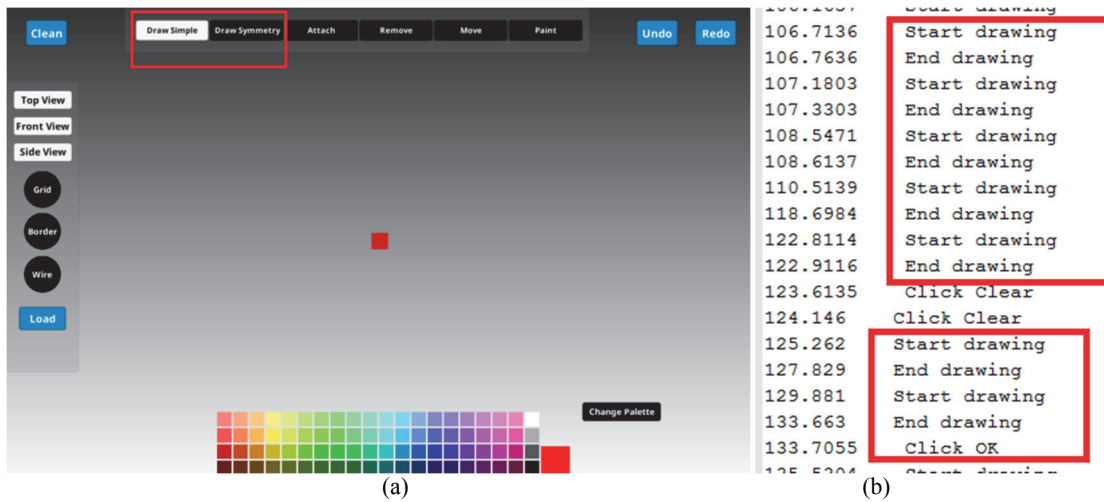 Clean
Draw Simple Draw Symmetry Attach Remove Move Paint
Undo Redo
Top View
Front View
Side View
Grid
Border
Wire
Load
Change Palette
(a)
106.7136 Start drawing
106.7636 End drawing
107.1803 Start drawing
107.3303 End drawing
108.5471 Start drawing
108.6137 End drawing
110.5139 Start drawing
118.6984 End drawing
122.8114 Start drawing
122.9116 End drawing
123.6135 Click Clear
124.146 Click Clear
125.262 Start drawing
127.829 End drawing
129.881 Start drawing
133.663 End drawing
133.7055 Click OK
(b)